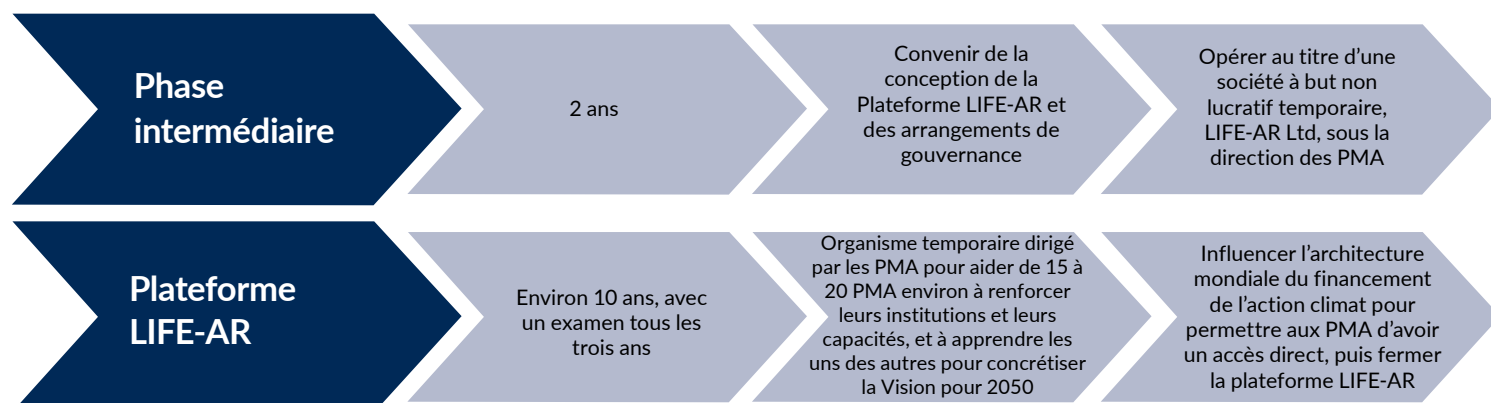 Phase
intermédiaire
2 ans
Convenir de la
conception de la
Plateforme LIFE-AR et
des arrangements de
gouvernance
Opérer au titre d’une
société à but non
lucratif temporaire,
LIFE-AR Ltd, sous la
direction des PMA
Plateforme
LIFE-AR
Environ 10 ans, avec
un examen tous les
trois ans
Organisme temporaire dirigé
par les PMA pour aider de 15 à
20 PMA environ à renforcer
leurs institutions et leurs
capacités, et à apprendre les
uns des autres pour concrétiser
la Vision pour 2050
Influencer l’architecture
mondiale du financement
de l’action climat pour
permettre aux PMA d’avoir
un accès direct, puis fermer
la plateforme LIFE-AR